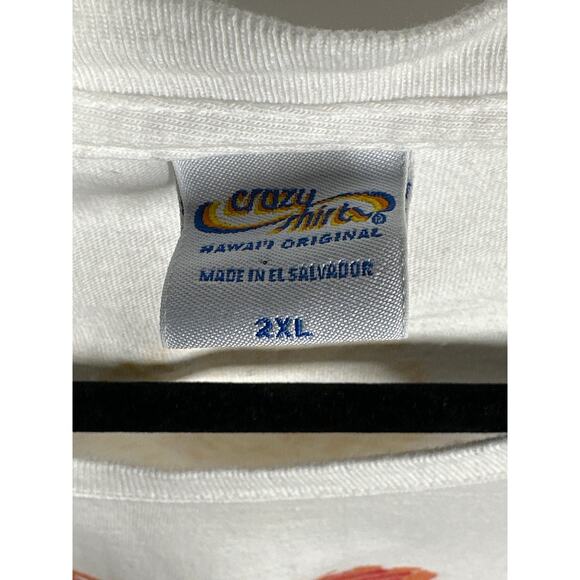 crazy
shirts®
HAWAI'I ORIGINAL
MADE IN EL SALVADOR
2XL